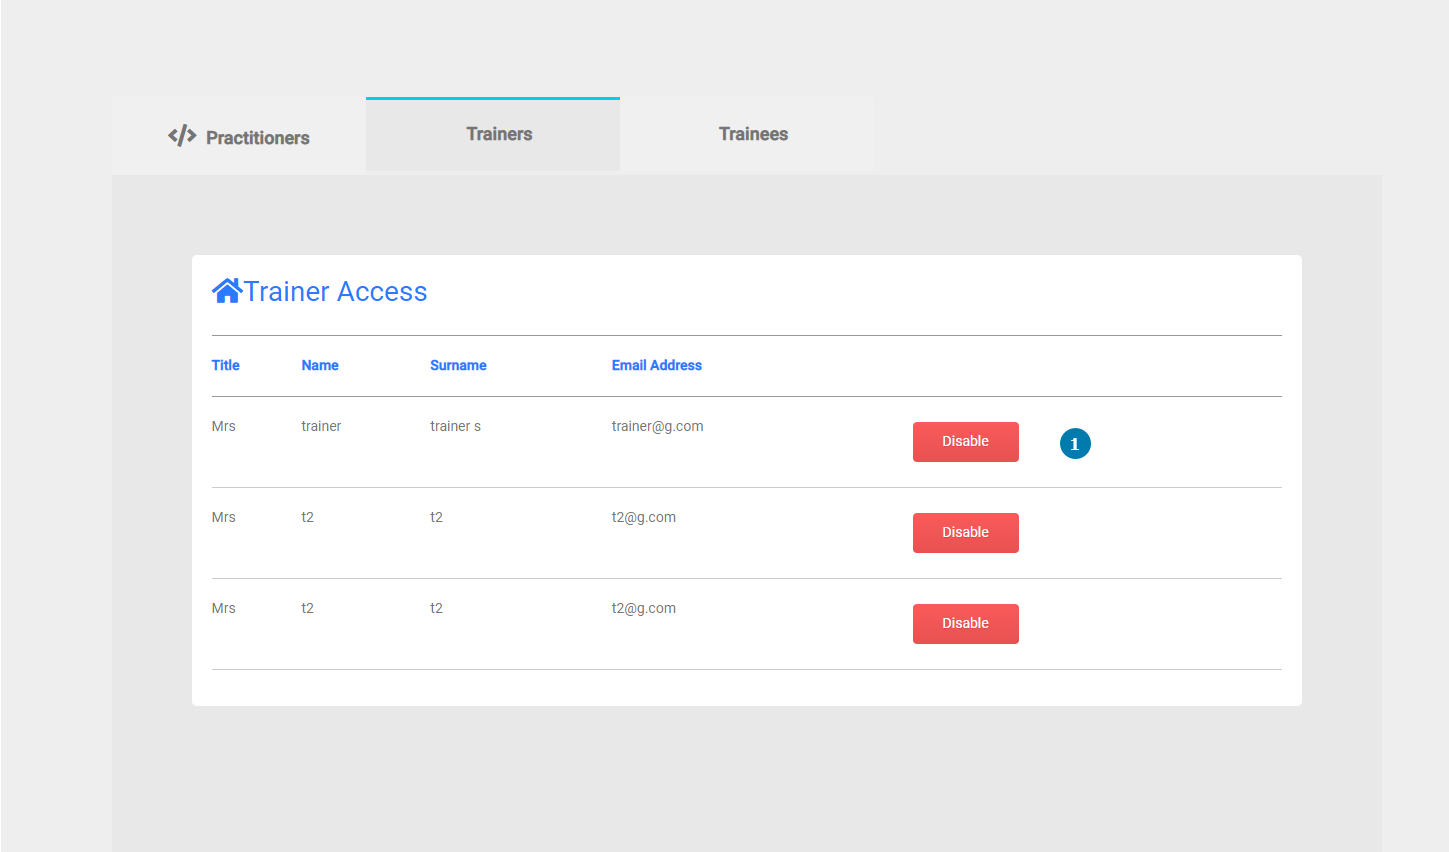 Practitioners Trainers Trainees
Trainer Access
Title Name Surname Email Address
Mrs trainer trainer s trainer@g.com Disable 1
Mrs t2 t2 t2@g.com Disable
Mrs t2 t2 t2@g.com Disable